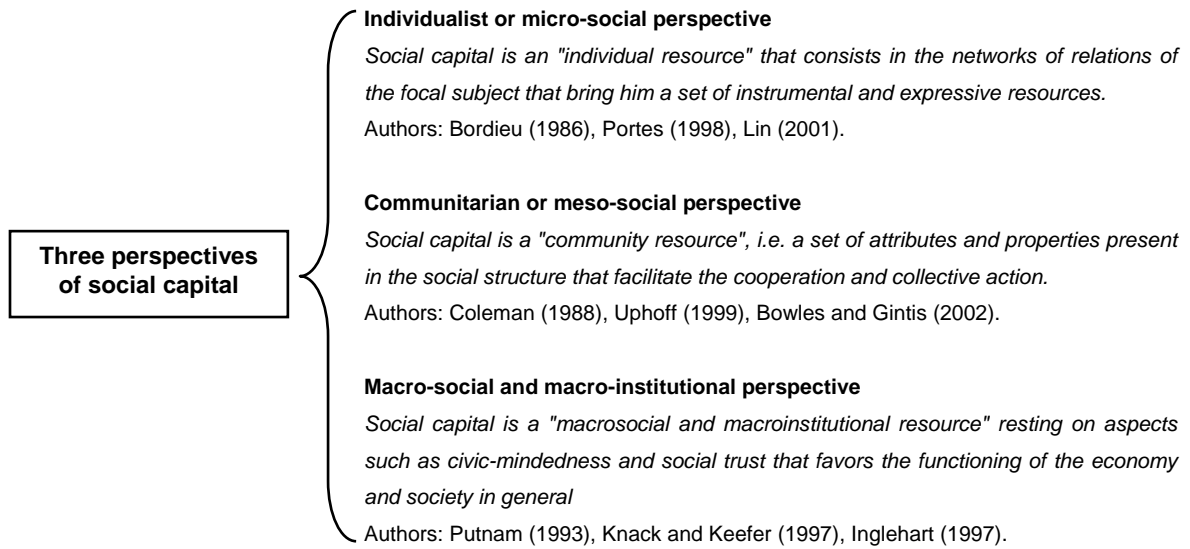 Three perspectives
of social capital
Individualist or micro-social perspective
Social capital is an "individual resource" that consists in the networks of relations of
the focal subject that bring him a set of instrumental and expressive resources.
Authors: Bordieu (1986), Portes (1998), Lin (2001).
Communitarian or meso-social perspective
Social capital is a "community resource", i.e. a set of attributes and properties present
in the social structure that facilitate the cooperation and collective action.
Authors: Coleman (1988), Uphoff (1999), Bowles and Gintis (2002).
Macro-social and macro-institutional perspective
Social capital is a "macrosocial and macroinstitutional resource" resting on aspects
such as civic-mindedness and social trust that favors the functioning of the economy
and society in general
Authors: Putnam (1993), Knack and Keefer (1997), Inglehart (1997).